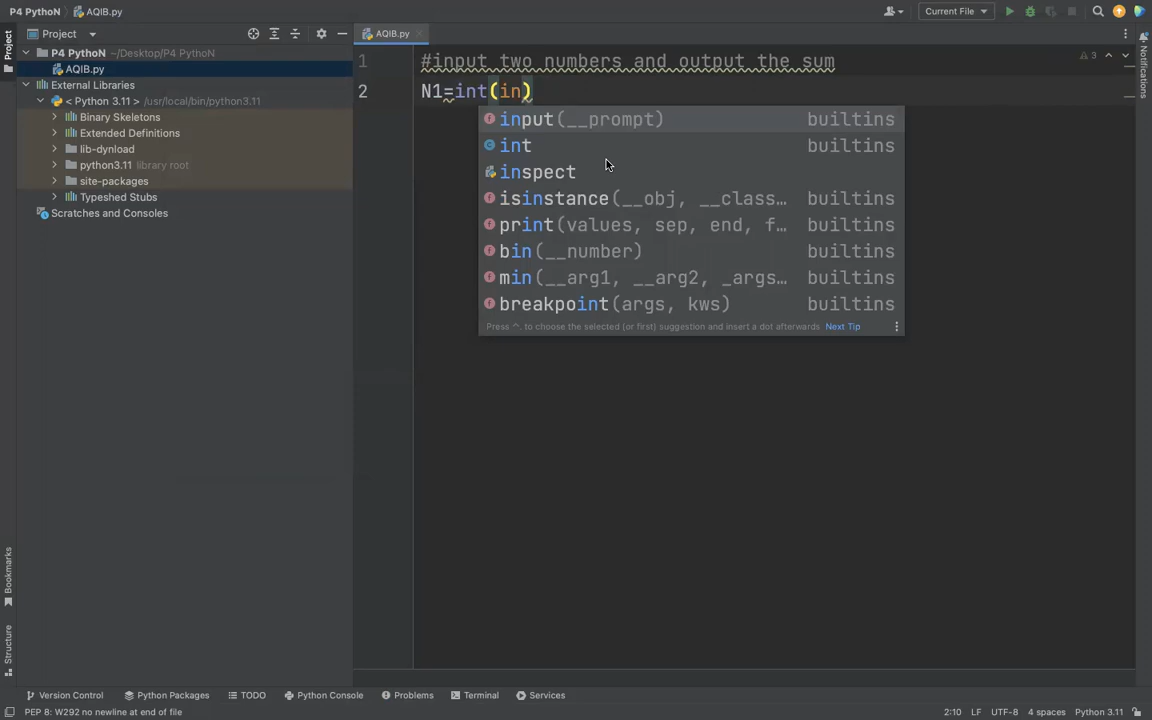 P4 PythoN AQIB.py Current File
Project AQIB.py
P4 PythoN ~/Desktop/P4 PythoN
AQIB.py
External Libraries
< Python 3.11 > /usr/local/bin/python3.11
Binary Skeletons
Extended Definitions
lib-dynload
python3.11 library root
site-packages
Typeshed Stubs
Scratches and Consoles
Project
Bookmarks
Structure
1 #input two numbers and output the sum
2 N1=int(in)
3
input(__prompt) builtins
int builtins
inspect
isinstance(__obj, __class… builtins
print(values, sep, end, f… builtins
bin(__number) builtins
min(__arg1, __arg2, _args… builtins
breakpoint(args, kws) builtins
Press ^. to choose the selected (or first) suggestion and insert a dot afterwards Next Tip
Notifications
Version Control Python Packages TODO Python Console Problems Terminal Services
PEP 8: W292 no newline at end of file 2:10 LF UTF-8 4 spaces Python 3.11